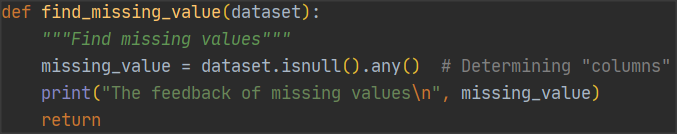 def find_missing_value(dataset):
    """Find missing values"""
    missing_value = dataset.isnull().any()  # Determining "columns"
    print("The feedback of missing values\n", missing_value)
    return